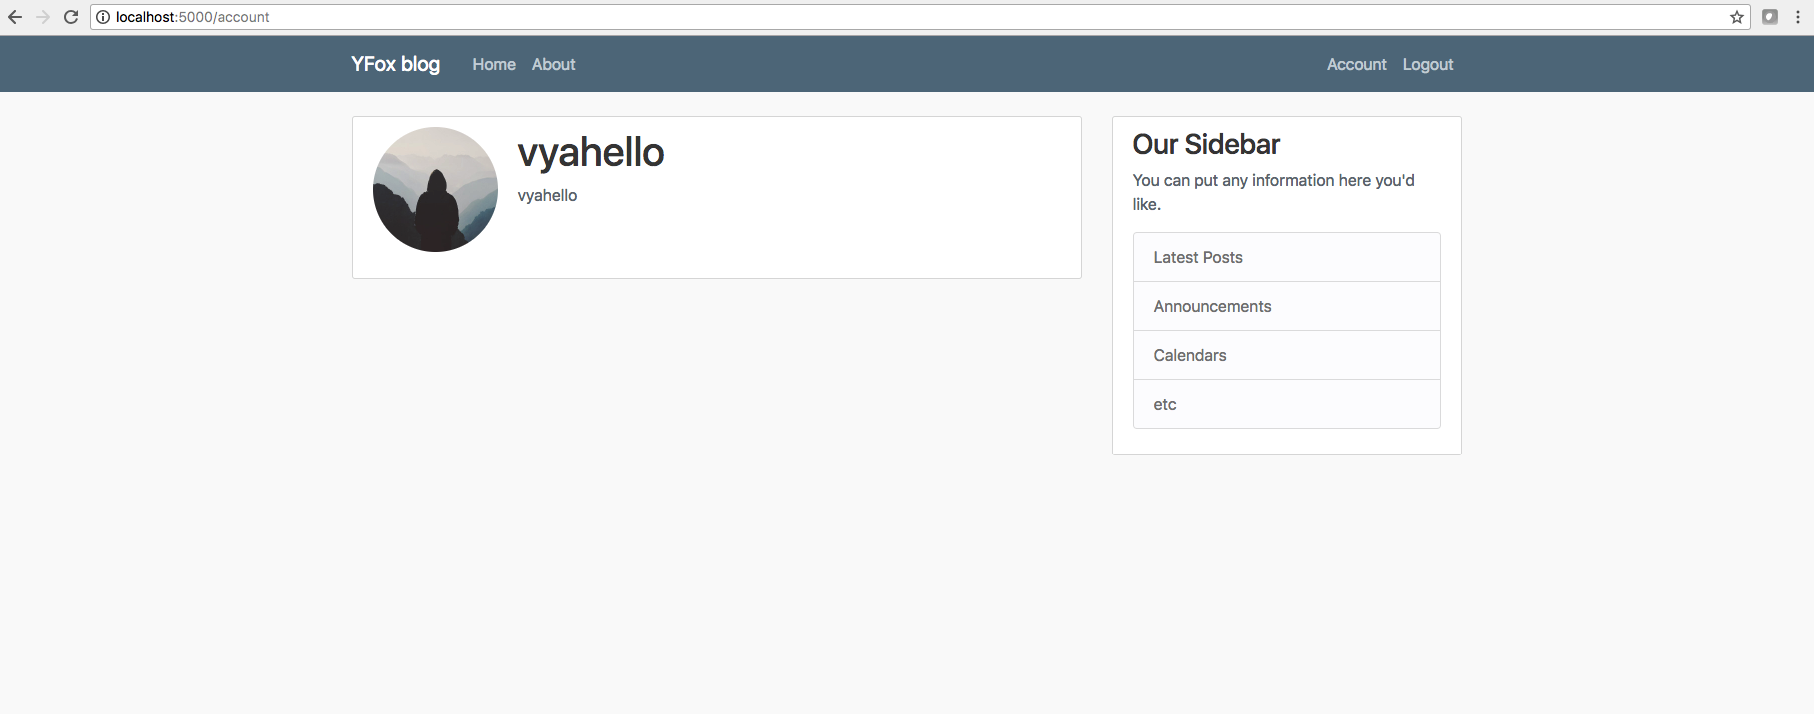 localhost:5000/account
YFox blog Home About Account Logout
vyahello
vyahello
Our Sidebar
You can put any information here you'd
like.
Latest Posts
Announcements
Calendars
etc